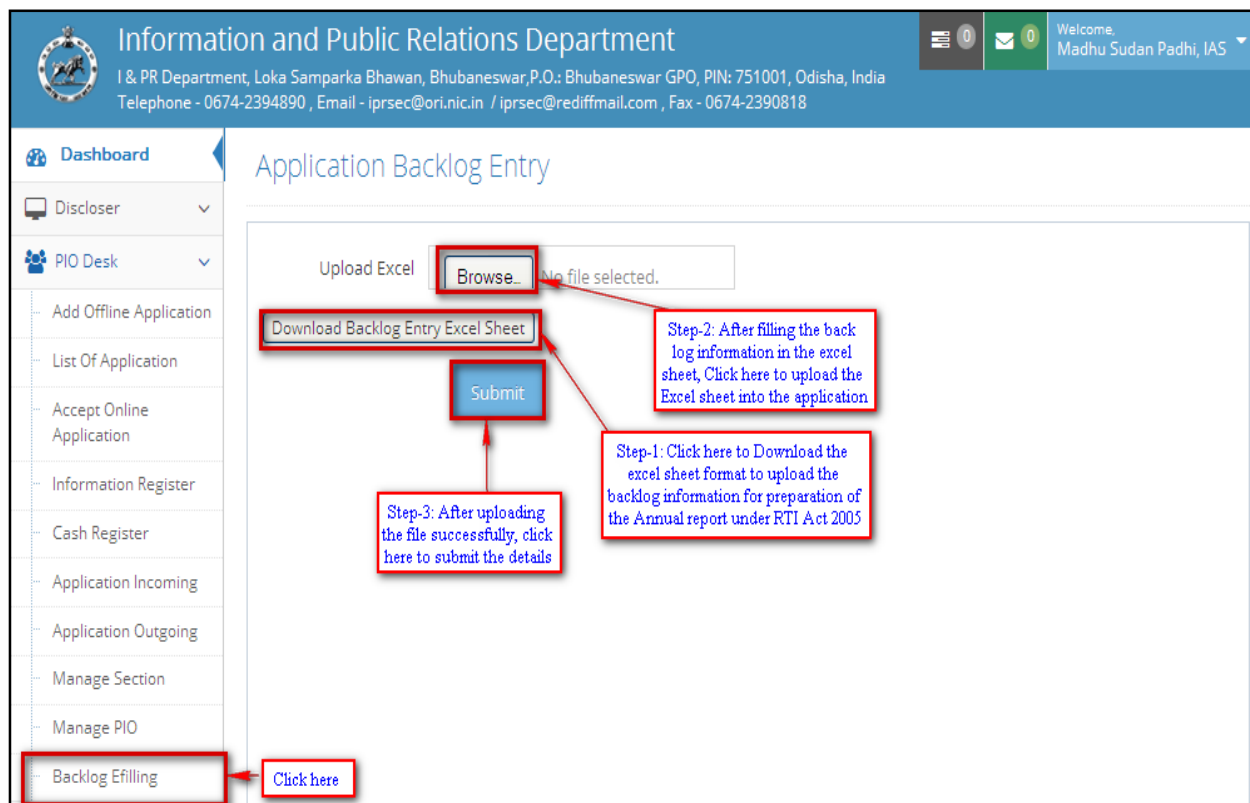 Information and Public Relations Department
I & PR Department, Loka Samparka Bhawan, Bhubaneswar,P.O.: Bhubaneswar GPO, PIN: 751001, Odisha, India
Telephone - 0674-2394890 , Email - iprsec@ori.nic.in / iprsec@rediffmail.com , Fax - 0674-2390818
0
0
Welcome,
Madhu Sudan Padhi, IAS
Dashboard
Discloser
PIO Desk
Add Offline Application
List Of Application
Accept Online
Application
Information Register
Cash Register
Application Incoming
Application Outgoing
Manage Section
Manage PIO
Backlog Efilling
Click here
Application Backlog Entry
Upload Excel
Browse...
No file selected.
Download Backlog Entry Excel Sheet
Submit
Step-2: After filling the back
log information in the excel
sheet, Click here to upload the
Excel sheet into the application
Step-1: Click here to Download the
excel sheet format to upload the
backlog information for preparation of
the Annual report under RTI Act 2005
Step-3: After uploading
the file successfully, click
here to submit the details